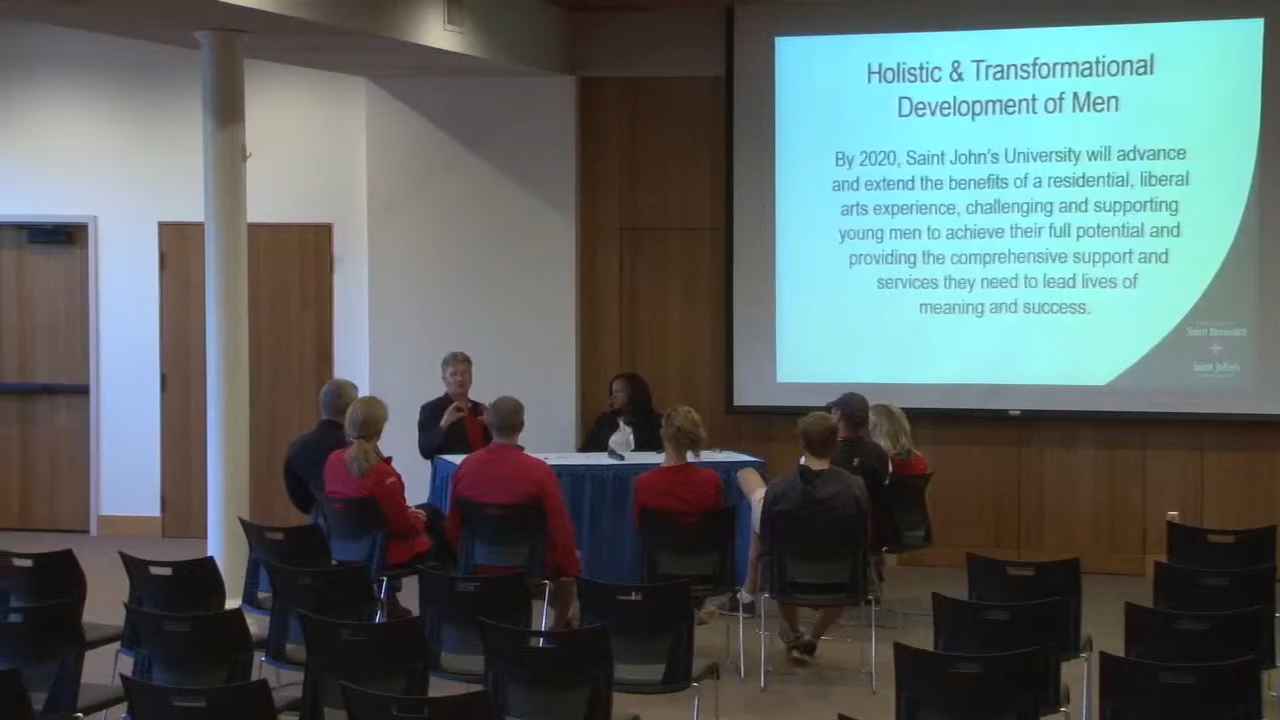 Holistic & Transformational
Development of Men
By 2020, Saint John's University will advance
and extend the benefits of a residential, liberal
arts experience, challenging and supporting
young men to achieve their full potential and
providing the comprehensive support and
services they need to lead lives of
meaning and success.
Saint Benedict
Saint John's